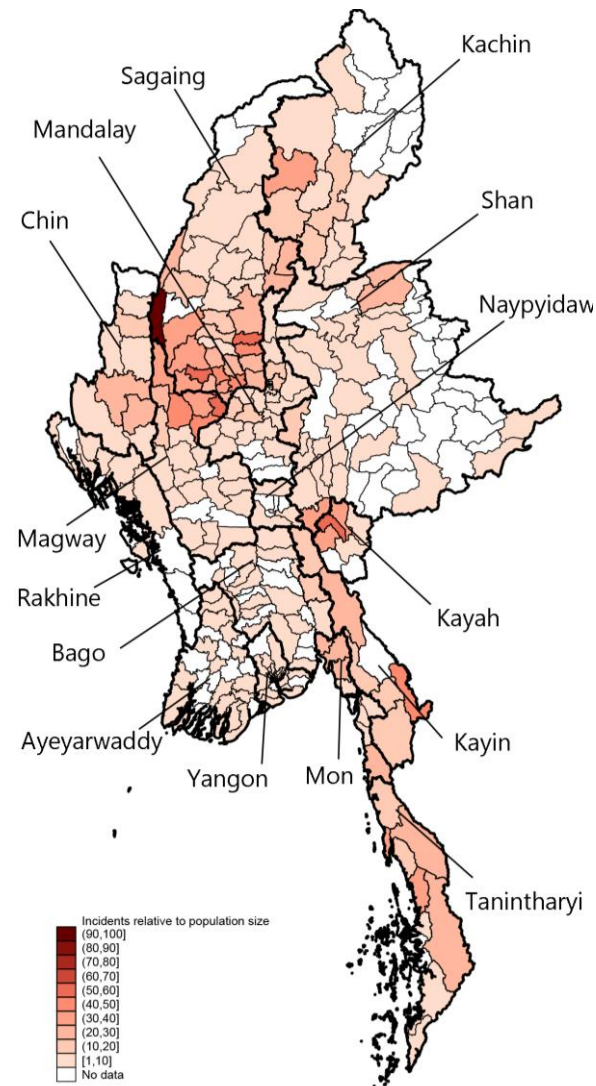 Kachin
Sagaing
Mandalay
Shan
Chin
Naypyidaw
Magway
Rakhine
Kayah
Bago
Kayin
Ayeyarwaddy
Yangon
Mon
Tanintharyi
Incidents relative to population size
(90,100]
(80,90]
(70,80]
(60,70]
(50,60]
(40,50]
(30,40]
(20,30]
(10,20]
[1,10]
No data